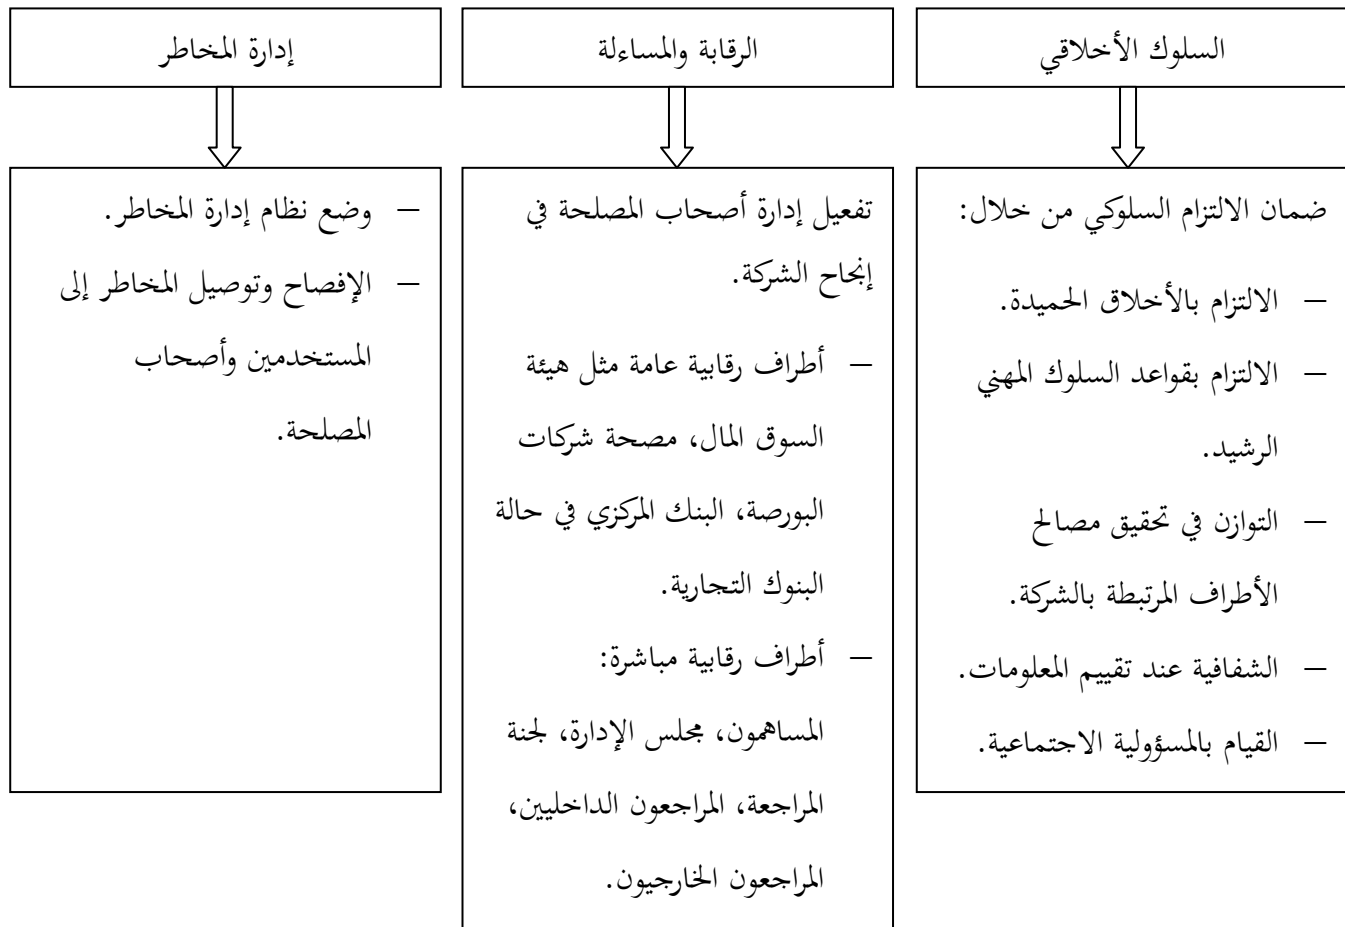 السلوك الأخلاقي
ضمان الالتزام السلوكي من خلال:
– الالتزام بالأخلاق الحميدة.
– الالتزام بقواعد السلوك المهني
الرشيد.
– التوازن في تحقيق مصالح
الأطراف المرتبطة بالشركة.
– الشفافية عند تقييم المعلومات.
– القيام بالمسؤولية الاجتماعية.
الرقابة والمساءلة
تفعيل إدارة أصحاب المصلحة في
إنجاح الشركة.
– أطراف رقابية عامة مثل هيئة
السوق المال، مصحة شركات
البورصة، البنك المركزي في حالة
البنوك التجارية.
– أطراف رقابية مباشرة:
المساهمون، مجلس الإدارة، لجنة
المراجعة، المراجعون الداخليين،
المراجعون الخارجيون.
إدارة المخاطر
– وضع نظام إدارة المخاطر.
– الإفصاح وتوصيل المخاطر إلى
المستخدمين وأصحاب
المصلحة.